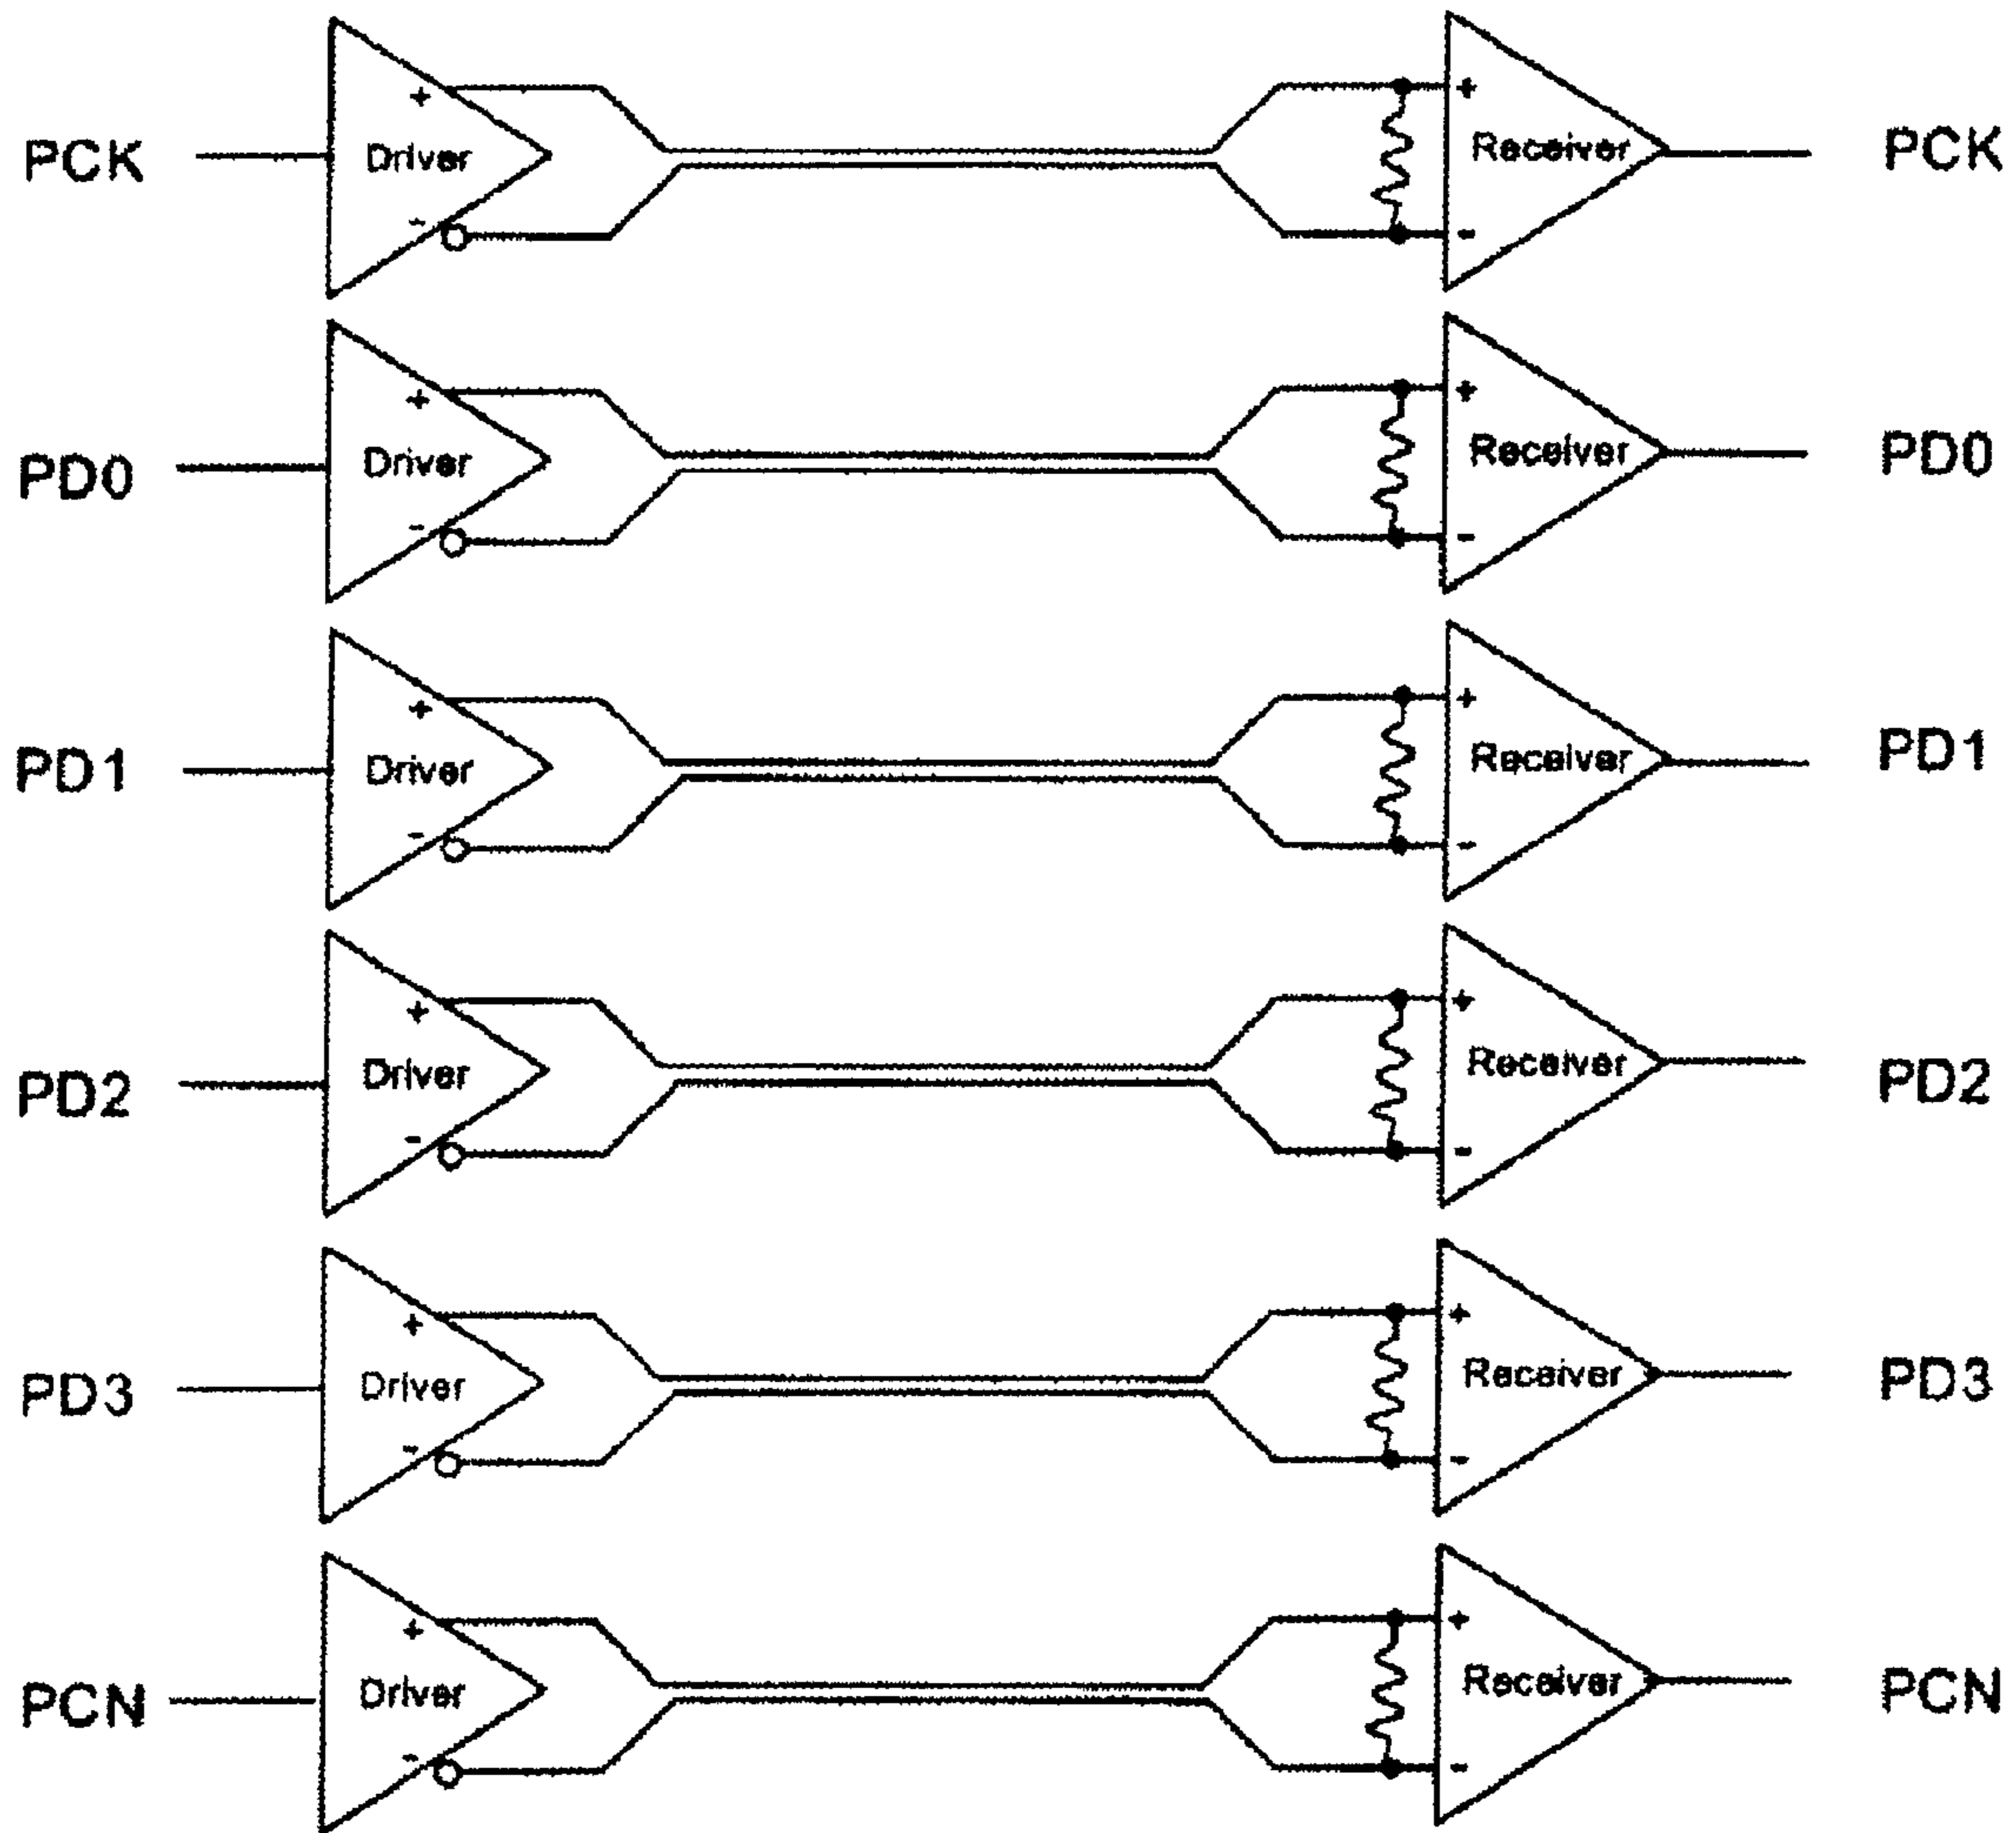 PCK + Driver - + Receiver - PCK
PD0 + Driver - + Receiver - PD0
PD1 + Driver - + Receiver - PD1
PD2 + Driver - + Receiver - PD2
PD3 + Driver - + Receiver - PD3
PCN + Driver - + Receiver - PCN